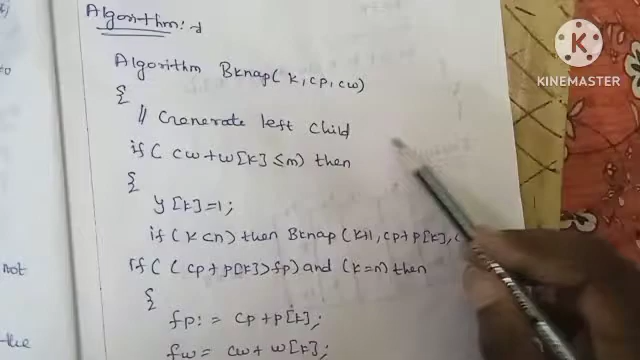 Algorithm:-
Algorithm Bknap(k, cp, cw)
{
// Generate left child
if( cw+w[k] ≤ m) then
{
y[k]=1;
if(k<n) then Bknap(k+1, cp+p[k], c
if( (cp+p[k]>fp) and (k=n) then
{
fp:= cp+p[k];
fw= cw+w[k];
not
the
K
KINEMASTER